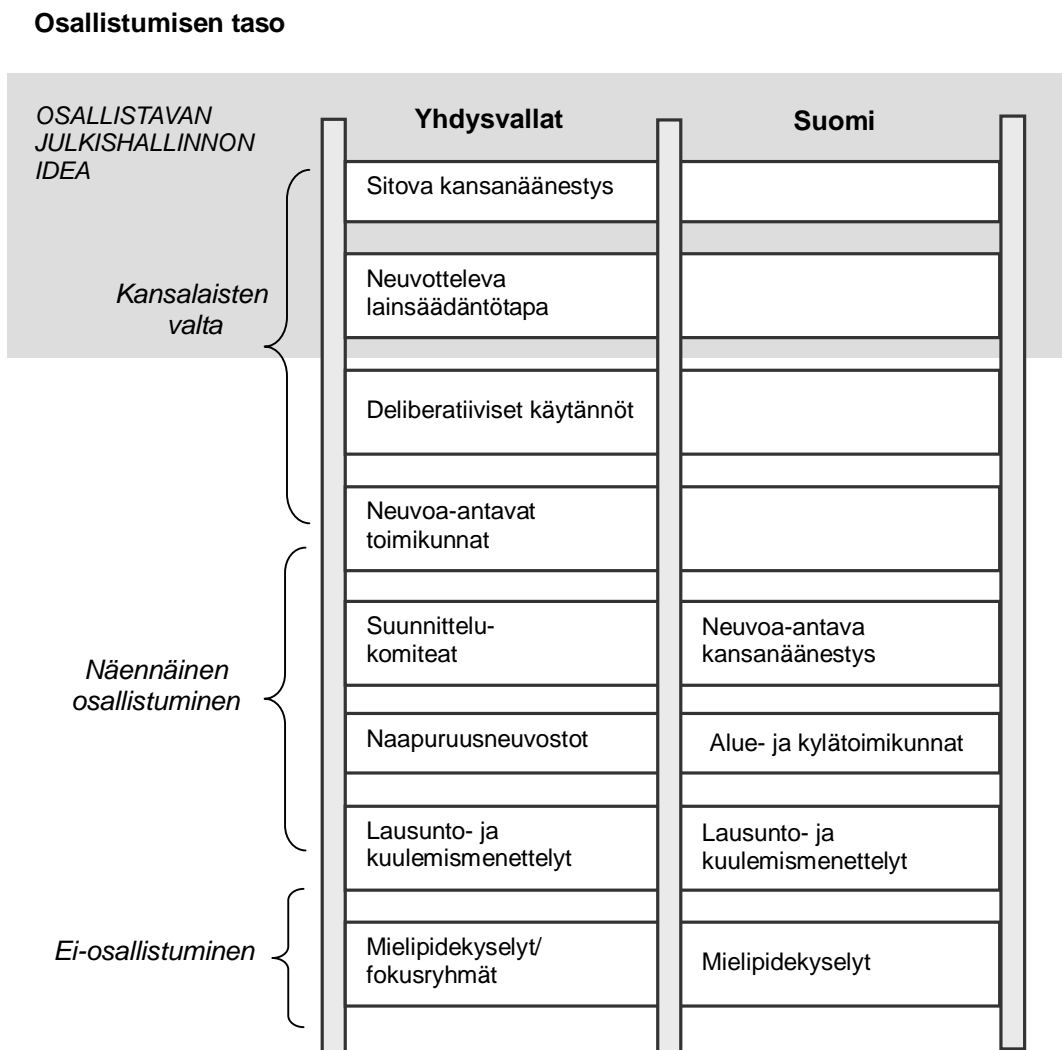 Osallistumisen taso
OSALLISTAVAN
JULKISHALLINNON
IDEA
Yhdysvallat
Suomi
Sitova kansanäänestys
Kansalaisten
valta
Neuvotteleva
lainsäädäntötapa
Deliberatiiviset käytännöt
Neuvoa-antavat
toimikunnat
Näennäinen
osallistuminen
Suunnittelu-
komiteat
Neuvoa-antava
kansanäänestys
Naapuruusneuvostot
Alue- ja kylätoimikunnat
Lausunto- ja
kuulemismenettelyt
Lausunto- ja
kuulemismenettelyt
Ei-osallistuminen
Mielipidekyselyt/
fokusryhmät
Mielipidekyselyt